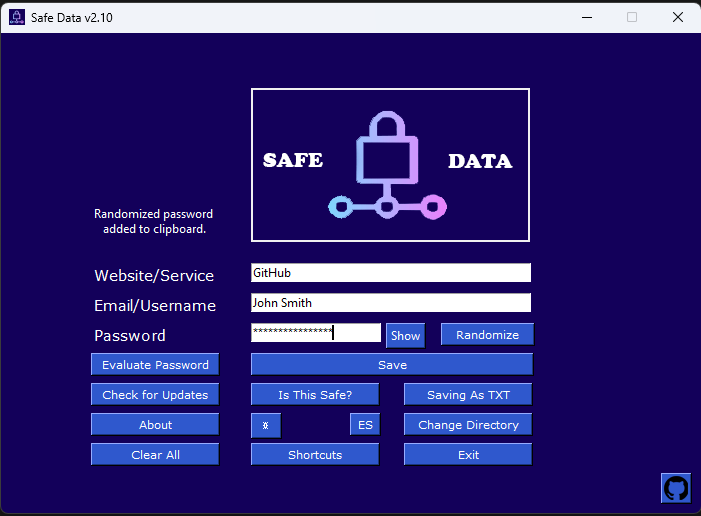 Safe Data v2.10
SAFE DATA
Randomized password
added to clipboard.
Website/Service GitHub
Email/Username John Smith
Password **************** Show Randomize
Evaluate Password Save
Check for Updates Is This Safe? Saving As TXT
About ☼ ES Change Directory
Clear All Shortcuts Exit